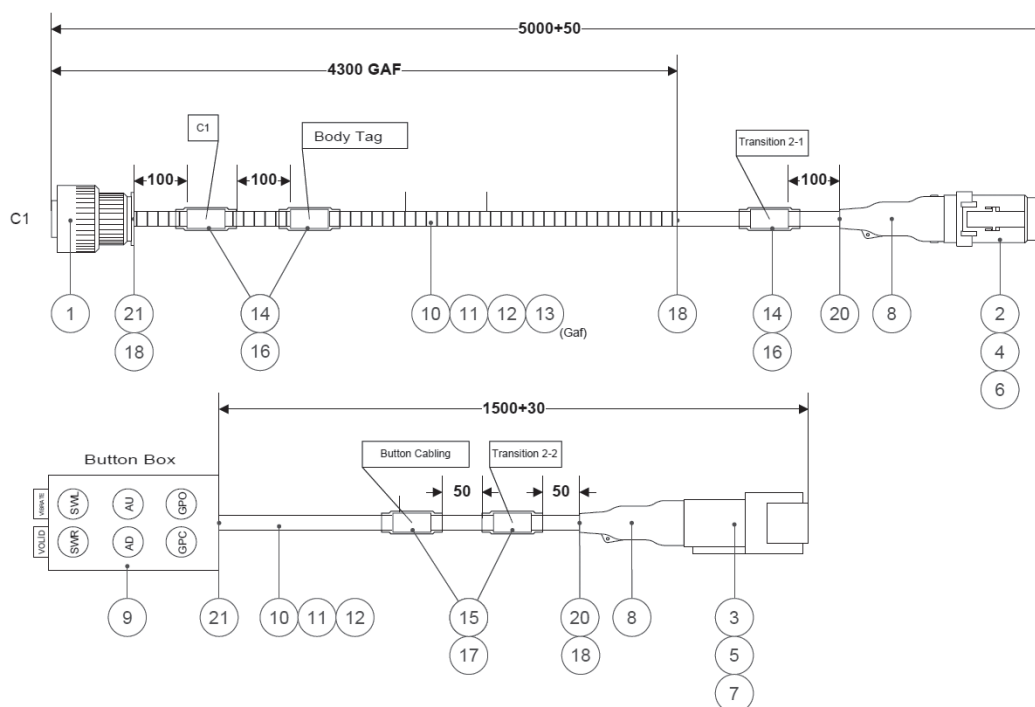 5000+50
4300 GAF
C1
Body Tag
Transition 2-1
100
100
100
C1
1
21
14
10
11
12
13
18
14
20
8
2
(Gaf)
18
16
16
4
6
1500+30
Button Cabling
Transition 2-2
Button Box
50
50
VIBRATE
SWL
AU
GPO
VOLID
SWR
AD
GPC
9
21
10
11
12
15
20
8
3
17
18
5
7